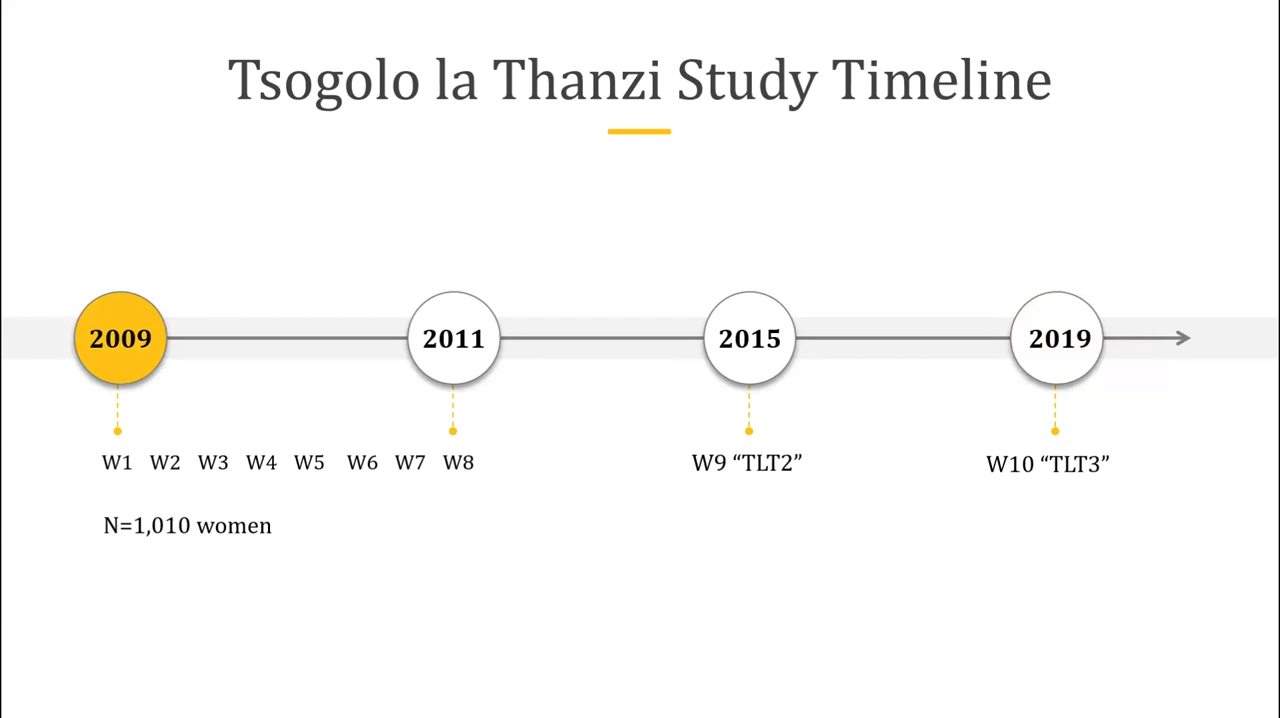 Tsogolo la Thanzi Study Timeline
2009 2011 2015 2019
W1 W2 W3 W4 W5 W6 W7 W8 W9 “TLT2” W10 “TLT3”
N=1,010 women